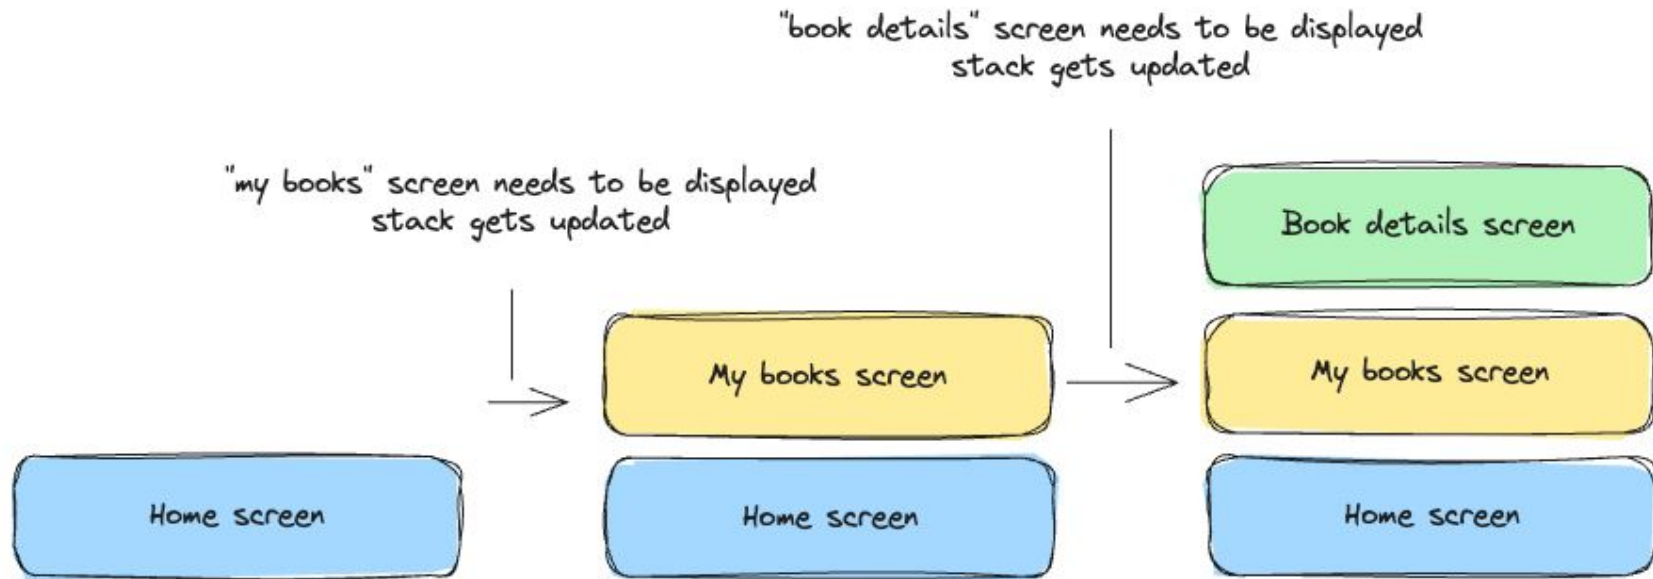 "book details" screen needs to be displayed
stack gets updated
"my books" screen needs to be displayed
stack gets updated
Book details screen
My books screen
My books screen
Home screen
Home screen
Home screen